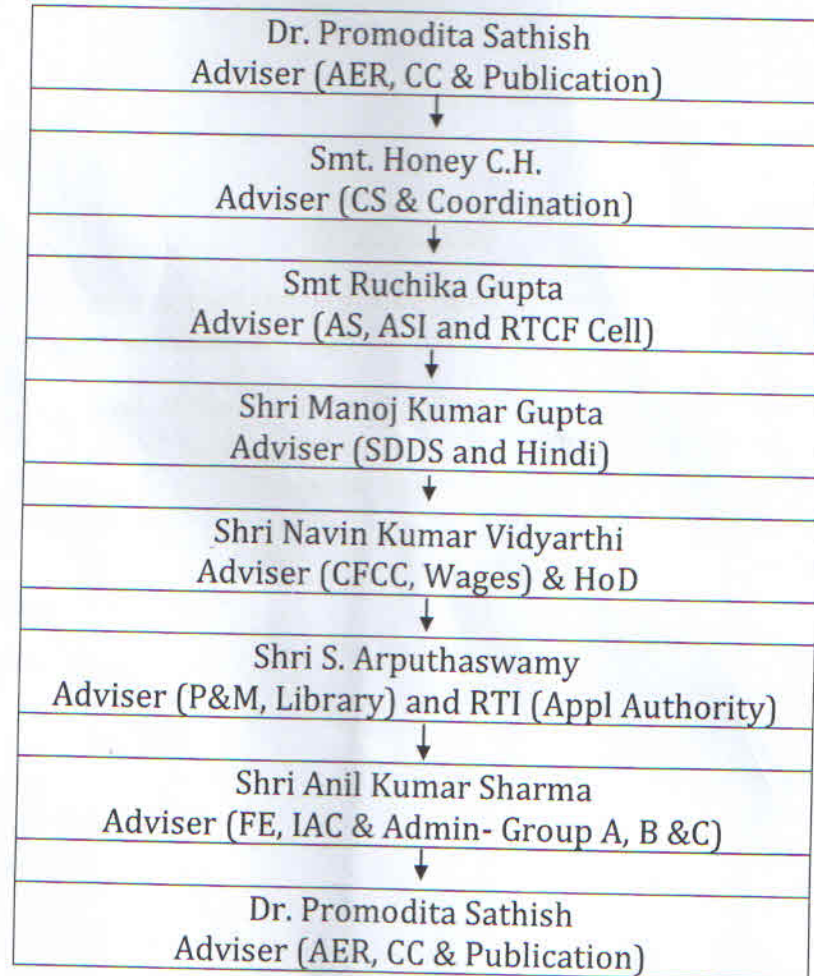 Dr. Promodita Sathish
Adviser (AER, CC & Publication)
Smt. Honey C.H.
Adviser (CS & Coordination)
Smt Ruchika Gupta
Adviser (AS, ASI and RTCF Cell)
Shri Manoj Kumar Gupta
Adviser (SDDS and Hindi)
Shri Navin Kumar Vidyarthi
Adviser (CFCC, Wages) & HoD
Shri S. Arputhaswamy
Adviser (P&M, Library) and RTI (Appl Authority)
Shri Anil Kumar Sharma
Adviser (FE, IAC & Admin- Group A, B &C)
Dr. Promodita Sathish
Adviser (AER, CC & Publication)